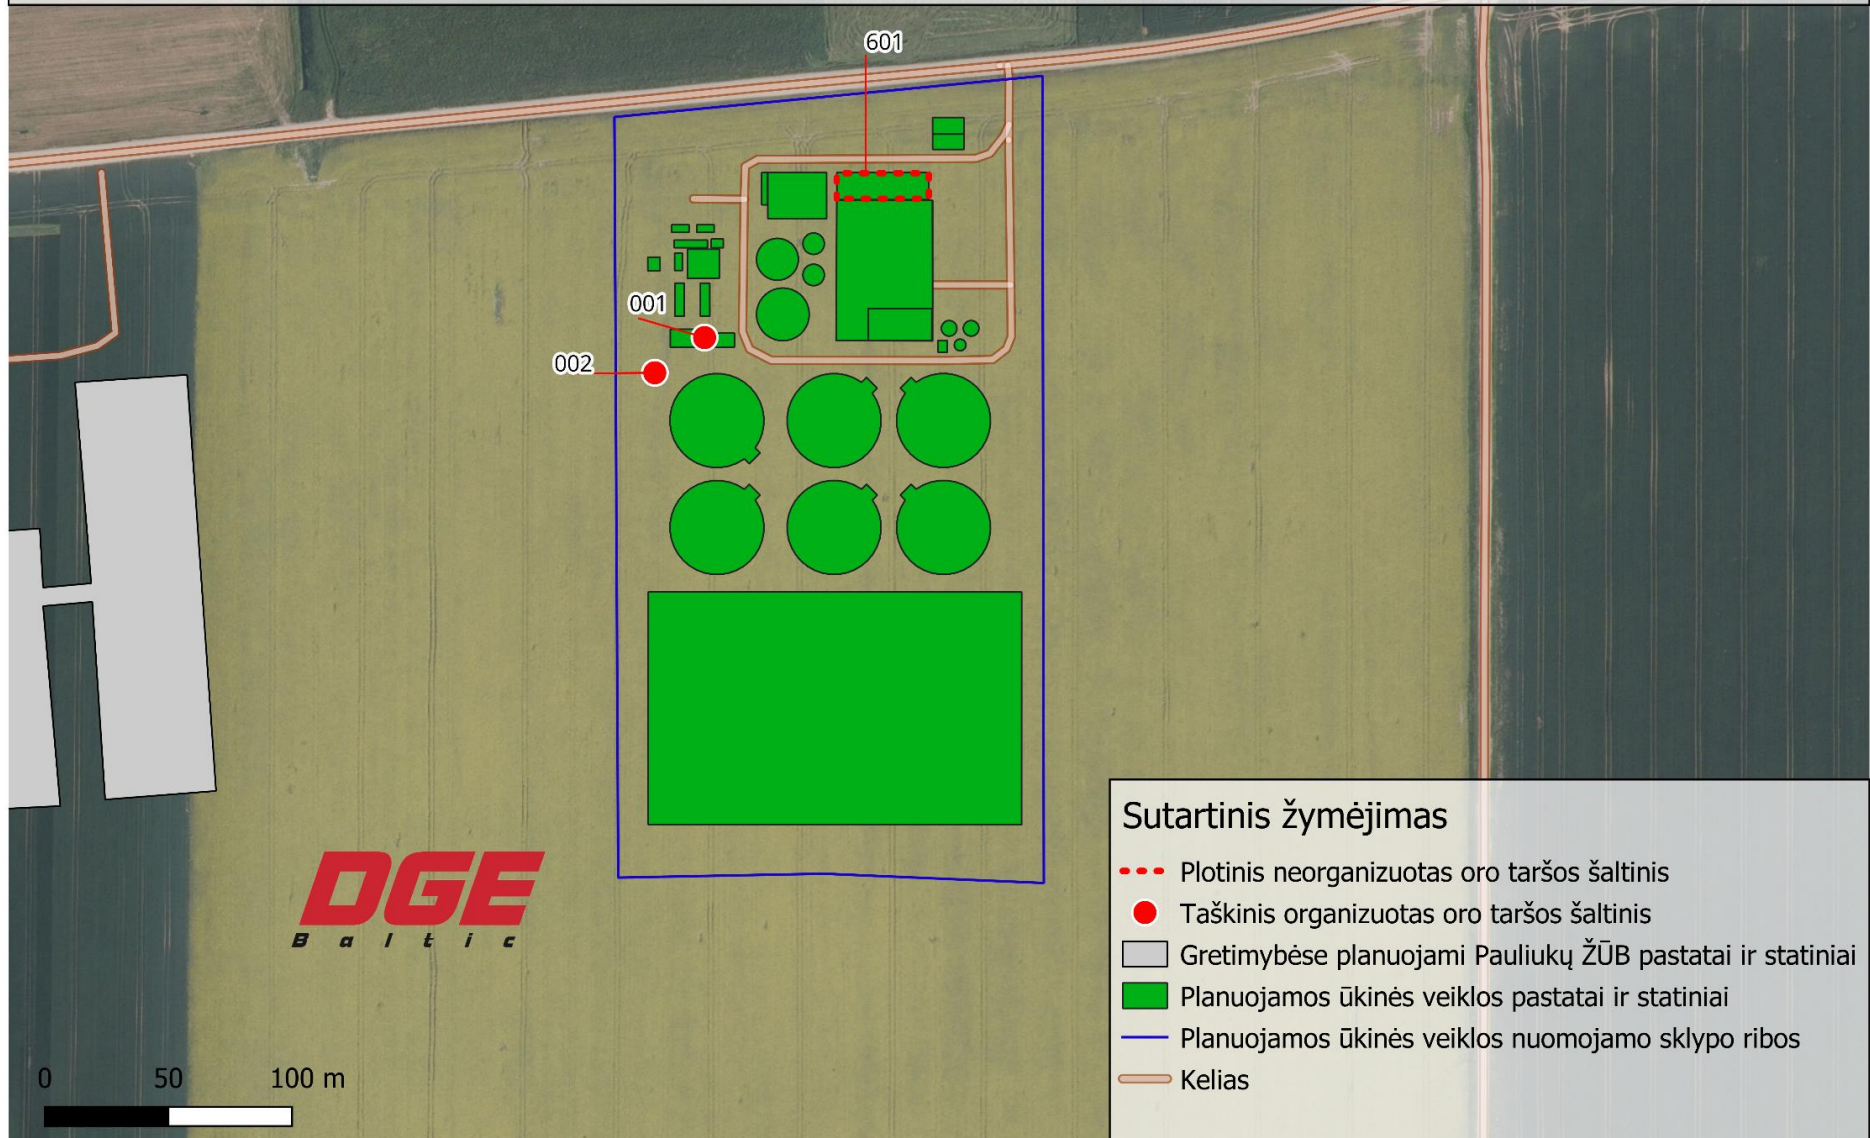 601
001
002
Sutartinis žymėjimas
Plotinis neorganizuotas oro taršos šaltinis
Taškinis organizuotas oro taršos šaltinis
Gretimybėse planuojami Pauliukų ŽŪB pastatai ir statiniai
Planuojamos ūkinės veiklos pastatai ir statiniai
Planuojamos ūkinės veiklos nuomojamo sklypo ribos
Kelias
DGE
Baltic
0 50 100 m